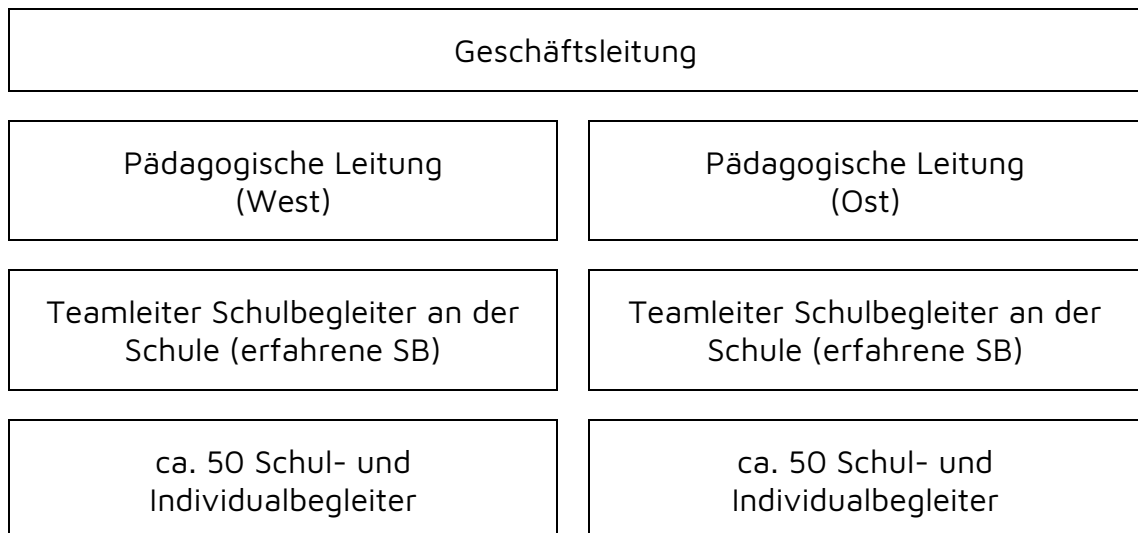 Geschäftsleitung
Pädagogische Leitung
(West)
Pädagogische Leitung
(Ost)
Teamleiter Schulbegleiter an der
Schule (erfahrene SB)
Teamleiter Schulbegleiter an der
Schule (erfahrene SB)
ca. 50 Schul- und
Individualbegleiter
ca. 50 Schul- und
Individualbegleiter